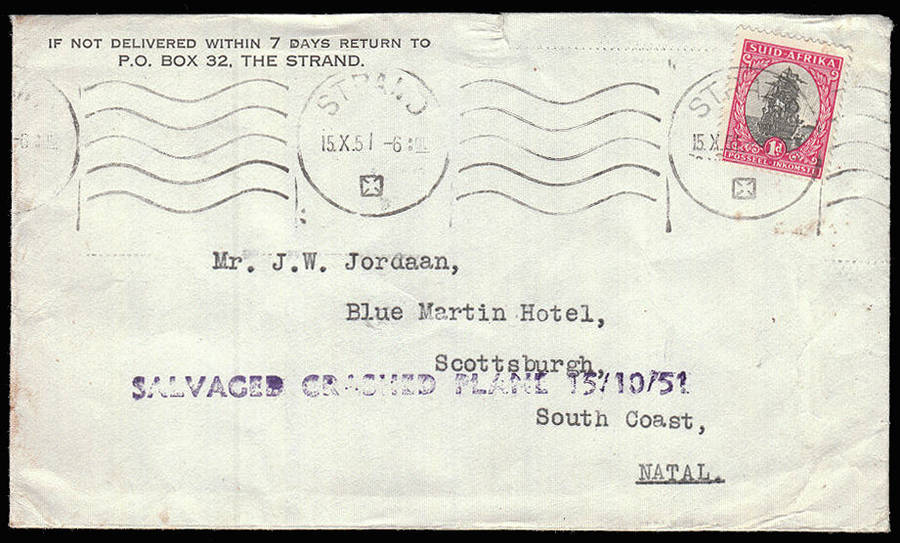 IF NOT DELIVERED WITHIN 7 DAYS RETURN TO
P.O. BOX 32, THE STRAND.
SUID-AFRIKA
1d
POSSEEL-INKOMSTE
STRAND
15.X.51 -6
15.X.
Mr. J.W. Jordaan,
Blue Martin Hotel,
Scottsburgh,
SALVAGED CRASHED PLANE 15/10/51
South Coast,
NATAL.